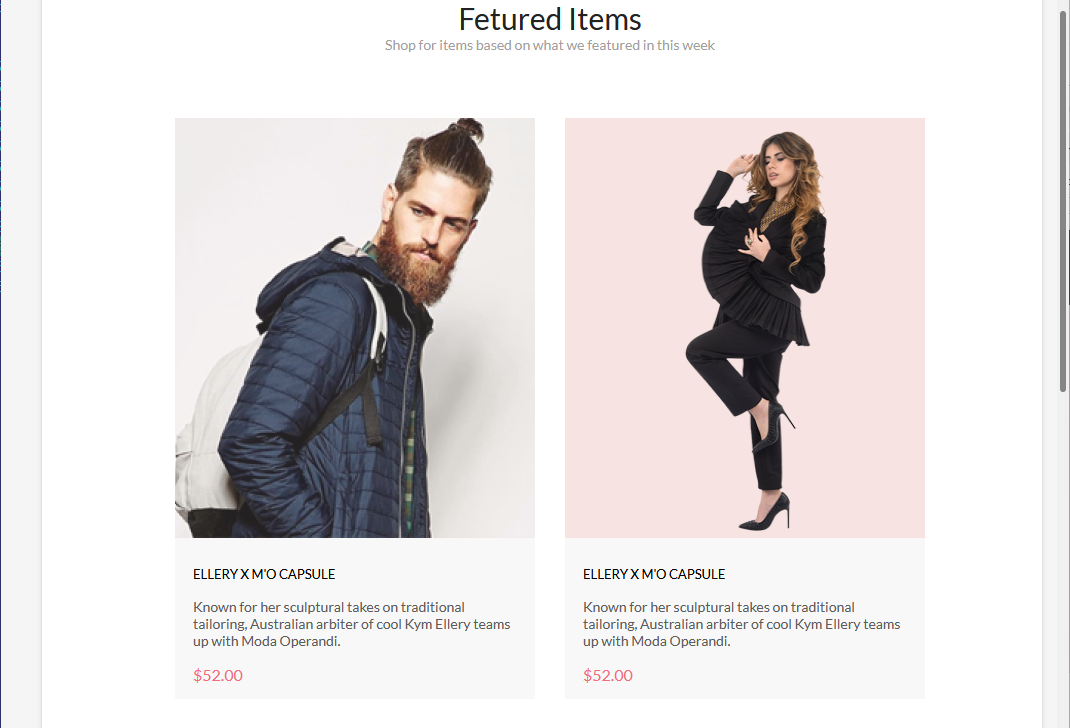 Fetured Items
Shop for items based on what we featured in this week
ELLERY X M'O CAPSULE
Known for her sculptural takes on traditional
tailoring, Australian arbiter of cool Kym Ellery teams
up with Moda Operandi.
$52.00
ELLERY X M'O CAPSULE
Known for her sculptural takes on traditional
tailoring, Australian arbiter of cool Kym Ellery teams
up with Moda Operandi.
$52.00